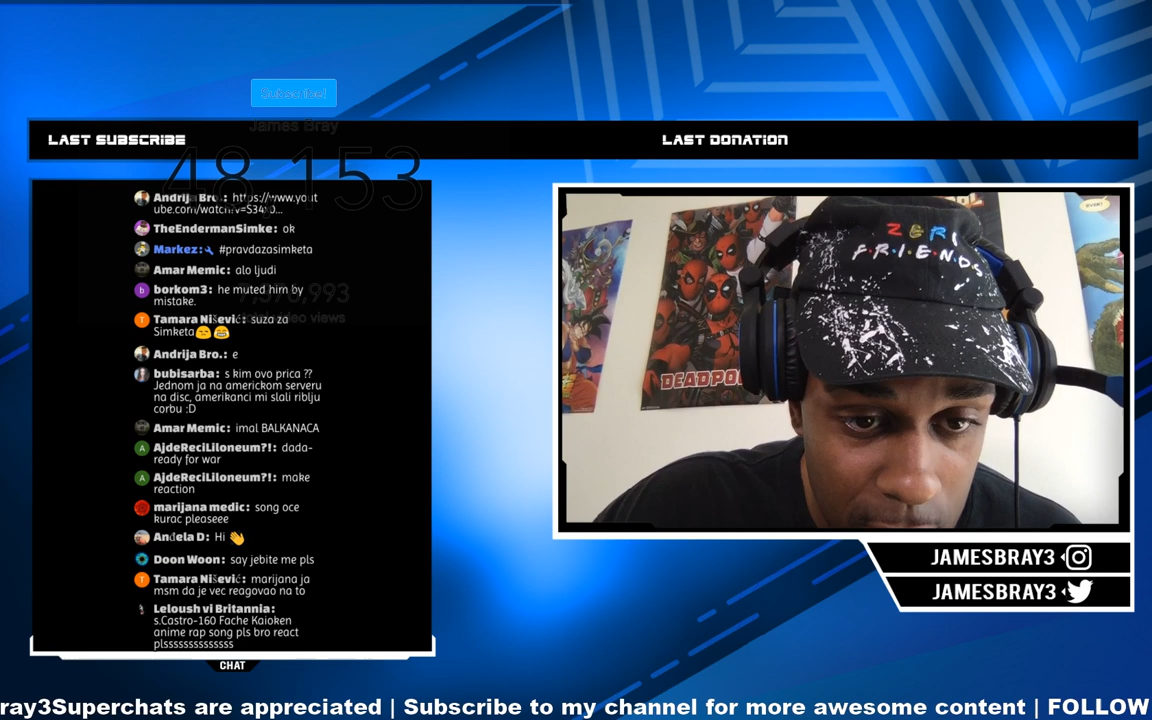 Subscribe!
James Bray
LAST SUBSCRIBE
LAST DONATION
48,153
Andrija Bro.: https://www.yout
ube.com/watch?v=S34x0...
TheEndermanSimke: ok
Markez: #pravdazasimketa
Amar Memic: alo ljudi
borkom3: he muted him by
mistake.
Tamara Nišević: suza za
Simketa😑😂
Andrija Bro.: e
bubisarba: s kim ovo prica ??
Jednom ja na americkom serveru
na disc, amerikanci mi slali riblju
corbu :D
Amar Memic: imal BALKANACA
AjdeReciLiloneum?!: dada-
ready for war
AjdeReciLiloneum?!: make
reaction
marijana medic: song oce
kurac pleaseee
Anđela D: Hi 👋
Doon Woon: say jebite me pls
Tamara Nišević: marijana ja
msm da je vec reagovao na to
Leloush vi Britannia:
s.Castro-160 Fache Kaioken
anime rap song pls bro react
plssssssssssssss
CHAT
video views
ZERO
F·R·I·E·N·D·S
DEADPOOL
JAMESBRAY3
JAMESBRAY3
ray3Superchats are appreciated | Subscribe to my channel for more awesome content | FOLLOW